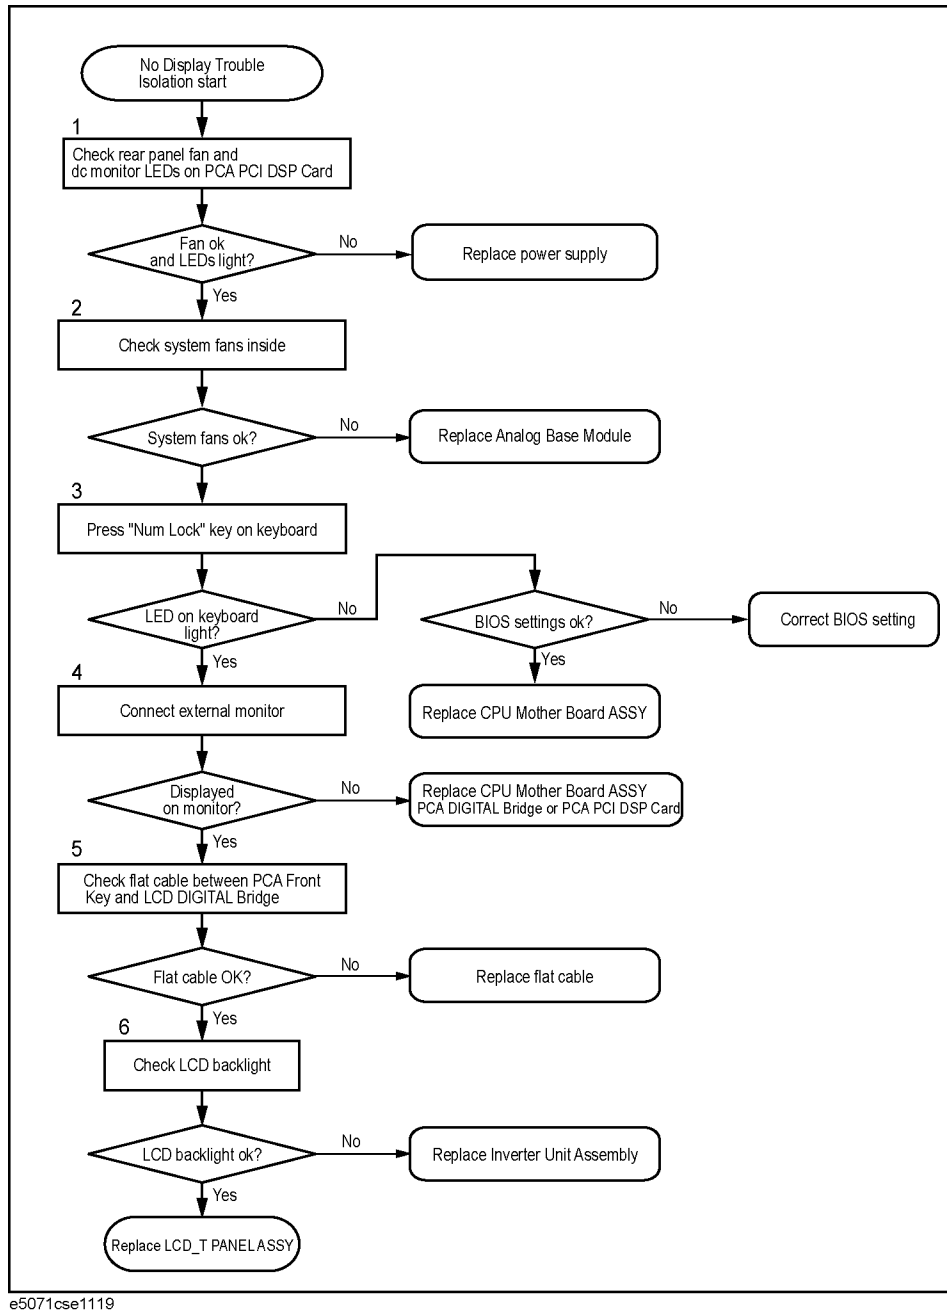 No Display Trouble
Isolation start
1
Check rear panel fan and
dc monitor LEDs on PCA PCI DSP Card
Fan ok
and LEDs light?
No
Replace power supply
Yes
2
Check system fans inside
System fans ok?
No
Replace Analog Base Module
3
Press "Num Lock" key on keyboard
LED on keyboard
light?
No
BIOS settings ok?
No
Correct BIOS setting
Yes
Yes
4
Connect external monitor
Replace CPU Mother Board ASSY
Displayed
on monitor?
No
Replace CPU Mother Board ASSY
PCA DIGITAL Bridge or PCA PCI DSP Card
Yes
5
Check flat cable between PCA Front
Key and LCD DIGITAL Bridge
Flat cable OK?
No
Replace flat cable
Yes
6
Check LCD backlight
LCD backlight ok?
No
Replace Inverter Unit Assembly
Yes
Replace LCD_T PANEL ASSY
e5071cse1119